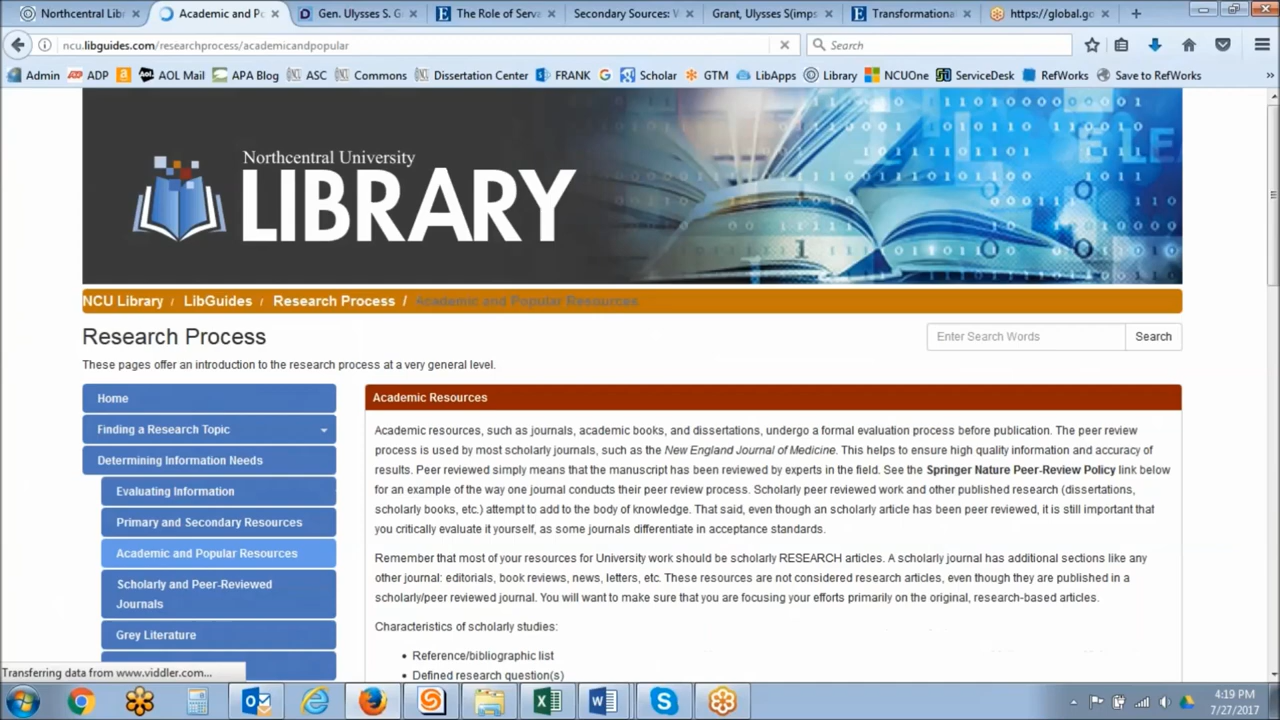 Northcentral Libr
Academic and Po
Gen. Ulysses S. G
The Role of Serva
Secondary Sources: W
Grant, Ulysses S(imps
Transformational
https://global.go
ncu.libguides.com/researchprocess/academicandpopular
Search
Admin ADP AOL Mail APA Blog ASC Commons Dissertation Center FRANK Scholar GTM LibApps Library NCUOne ServiceDesk RefWorks Save to RefWorks
Northcentral University
LIBRARY
NCU Library / LibGuides / Research Process / Academic and Popular Resources
Research Process
Enter Search Words
Search
These pages offer an introduction to the research process at a very general level.
Home
Finding a Research Topic
Determining Information Needs
Evaluating Information
Primary and Secondary Resources
Academic and Popular Resources
Scholarly and Peer-Reviewed
Journals
Grey Literature
Academic Resources
Academic resources, such as journals, academic books, and dissertations, undergo a formal evaluation process before publication. The peer review
process is used by most scholarly journals, such as the New England Journal of Medicine. This helps to ensure high quality information and accuracy of
results. Peer reviewed simply means that the manuscript has been reviewed by experts in the field. See the Springer Nature Peer-Review Policy link below
for an example of the way one journal conducts their peer review process. Scholarly peer reviewed work and other published research (dissertations,
scholarly books, etc.) attempt to add to the body of knowledge. That said, even though an scholarly article has been peer reviewed, it is still important that
you critically evaluate it yourself, as some journals differentiate in acceptance standards.
Remember that most of your resources for University work should be scholarly RESEARCH articles. A scholarly journal has additional sections like any
other journal: editorials, book reviews, news, letters, etc. These resources are not considered research articles, even though they are published in a
scholarly/peer reviewed journal. You will want to make sure that you are focusing your efforts primarily on the original, research-based articles.
Characteristics of scholarly studies:
• Reference/bibliographic list
• Defined research question(s)
Transferring data from www.viddler.com...
4:19 PM
7/27/2017